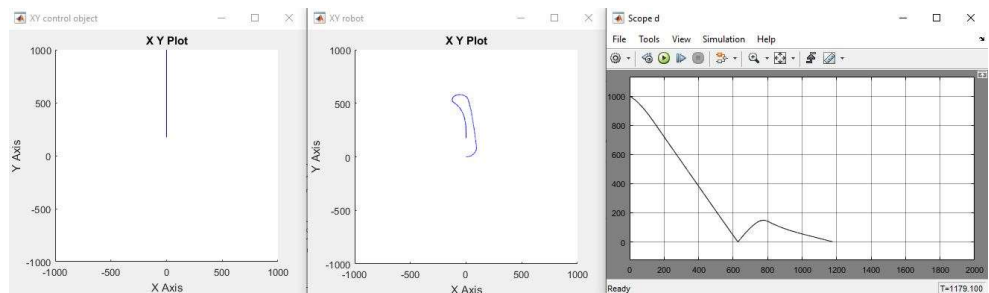 XY control object
X Y Plot
1000
500
0
-500
-1000
Y Axis
-1000 -500 0 500 1000
X Axis
XY robot
X Y Plot
1000
500
0
-500
-1000
Y Axis
-1000 -500 0 500 1000
X Axis
Scope d
File Tools View Simulation Help
1000
800
600
400
200
0
0 200 400 600 800 1000 1200 1400 1600 1800 2000
Ready T=1179.100